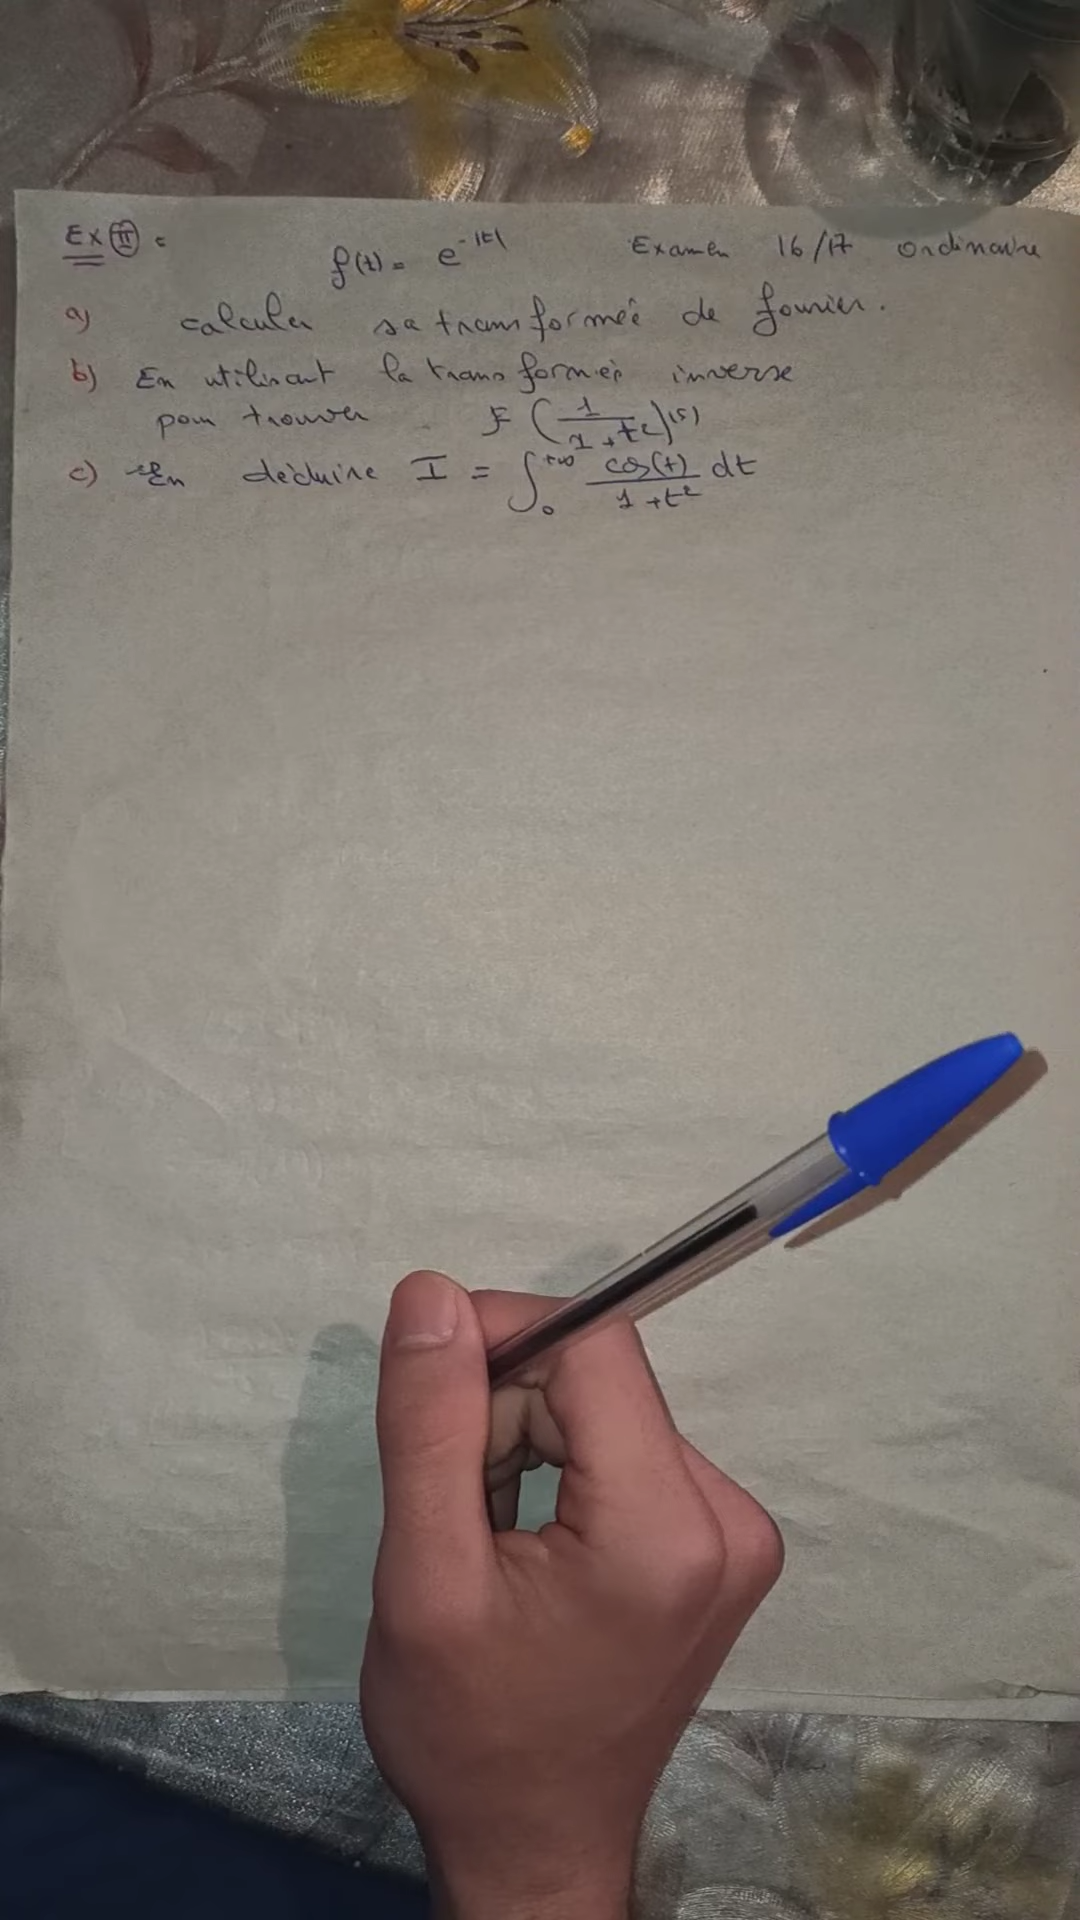 Ex II : f(t) = e^{-|t|} Examen 16/17 ordinaire
a) calculer sa transformée de fourier.
b) En utilisant la transformée inverse
pour trouver F(1/(1+t²))(s)
c) En déduire I = ∫_0^{+∞} cos(t)/(1+t²) dt